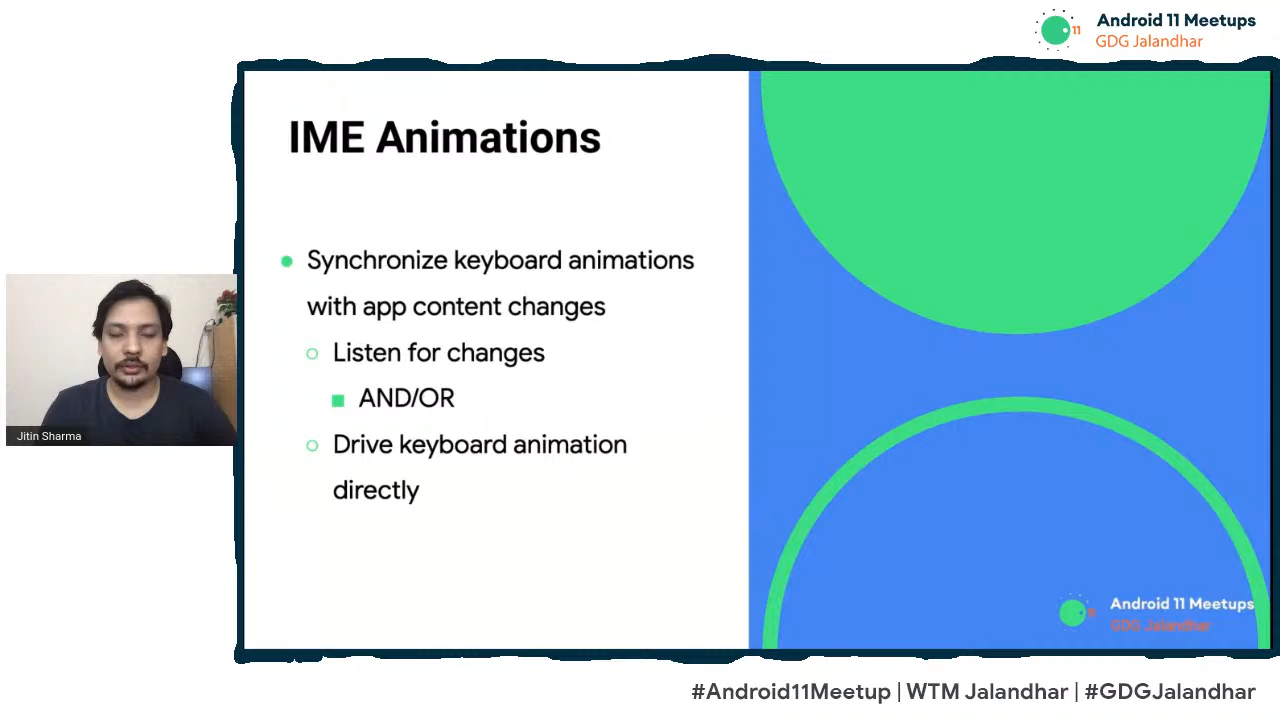 Android 11 Meetups
11
GDG Jalandhar
IME Animations
Synchronize keyboard animations
with app content changes
Listen for changes
AND/OR
Drive keyboard animation
directly
Jitin Sharma
Android 11 Meetups
GDG Jalandhar
#Android11Meetup | WTM Jalandhar | #GDGJalandhar